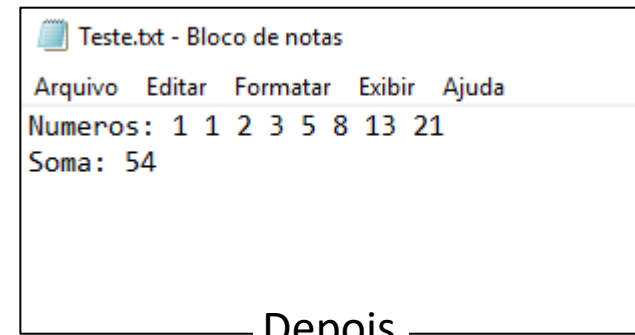 Teste.txt - Bloco de notas
Arquivo Editar Formatar Exibir Ajuda
Numeros: 1 1 2 3 5 8 13 21
Soma: 54
Depois